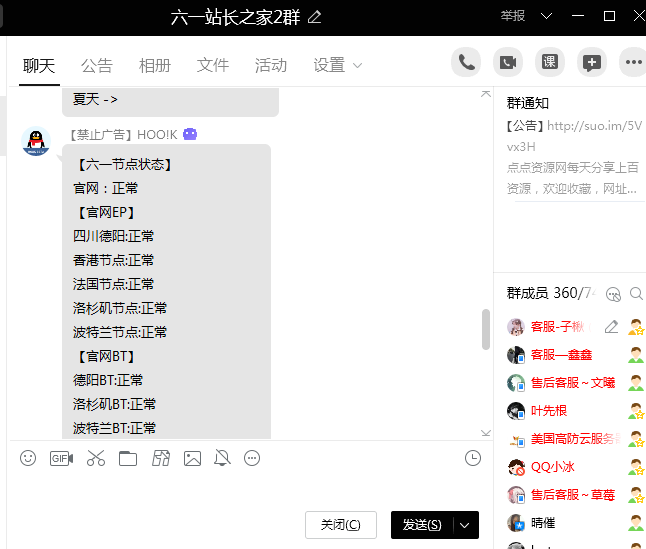 六一站长之家2群
举报
聊天
公告
相册
文件
活动
设置
课
夏天 ->
【禁止广告】HOO!K
【六一节点状态】
官网：正常
【官网EP】
四川德阳:正常
香港节点:正常
法国节点:正常
洛杉矶节点:正常
波特兰节点:正常
【官网BT】
德阳BT:正常
洛杉矶BT:正常
波特兰BT:正常
GIF
关闭(C)
发送(S)
群通知
【公告】http://suo.im/5V
vx3H
点点资源网每天分享上百
资源，欢迎收藏，网址...
群成员 360/74
客服-子楸
客服—鑫鑫
售后客服～文曦
叶先根
美国高防云服务器
QQ小冰
售后客服～草莓
晴催